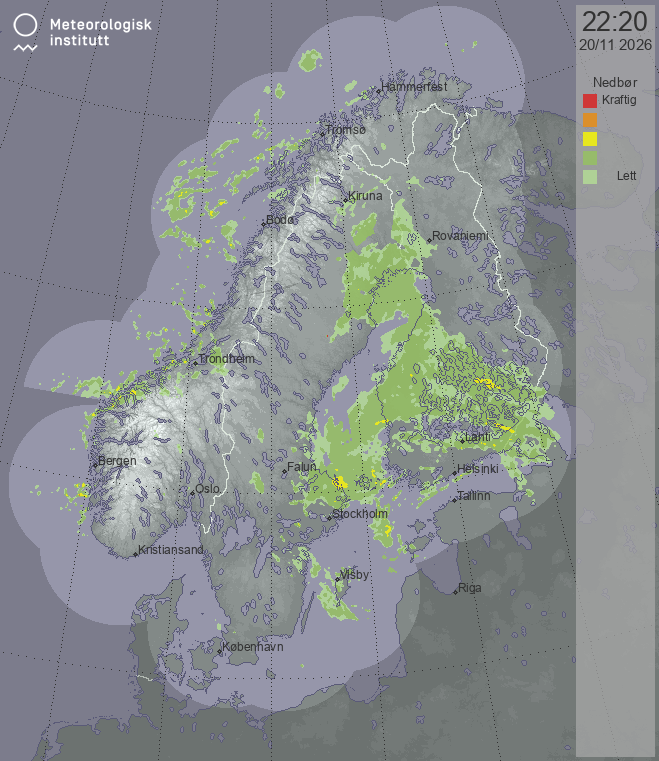 Meteorologisk
institutt
22:20
20/11 2026
Nedbør
Kraftig
Lett
Hammerfest
Tromsø
Kiruna
Bodø
Rovaniemi
Trondheim
Lahti
Bergen
Falun
Helsinki
Oslo
Tallinn
Stockholm
Kristiansand
Visby
Riga
København